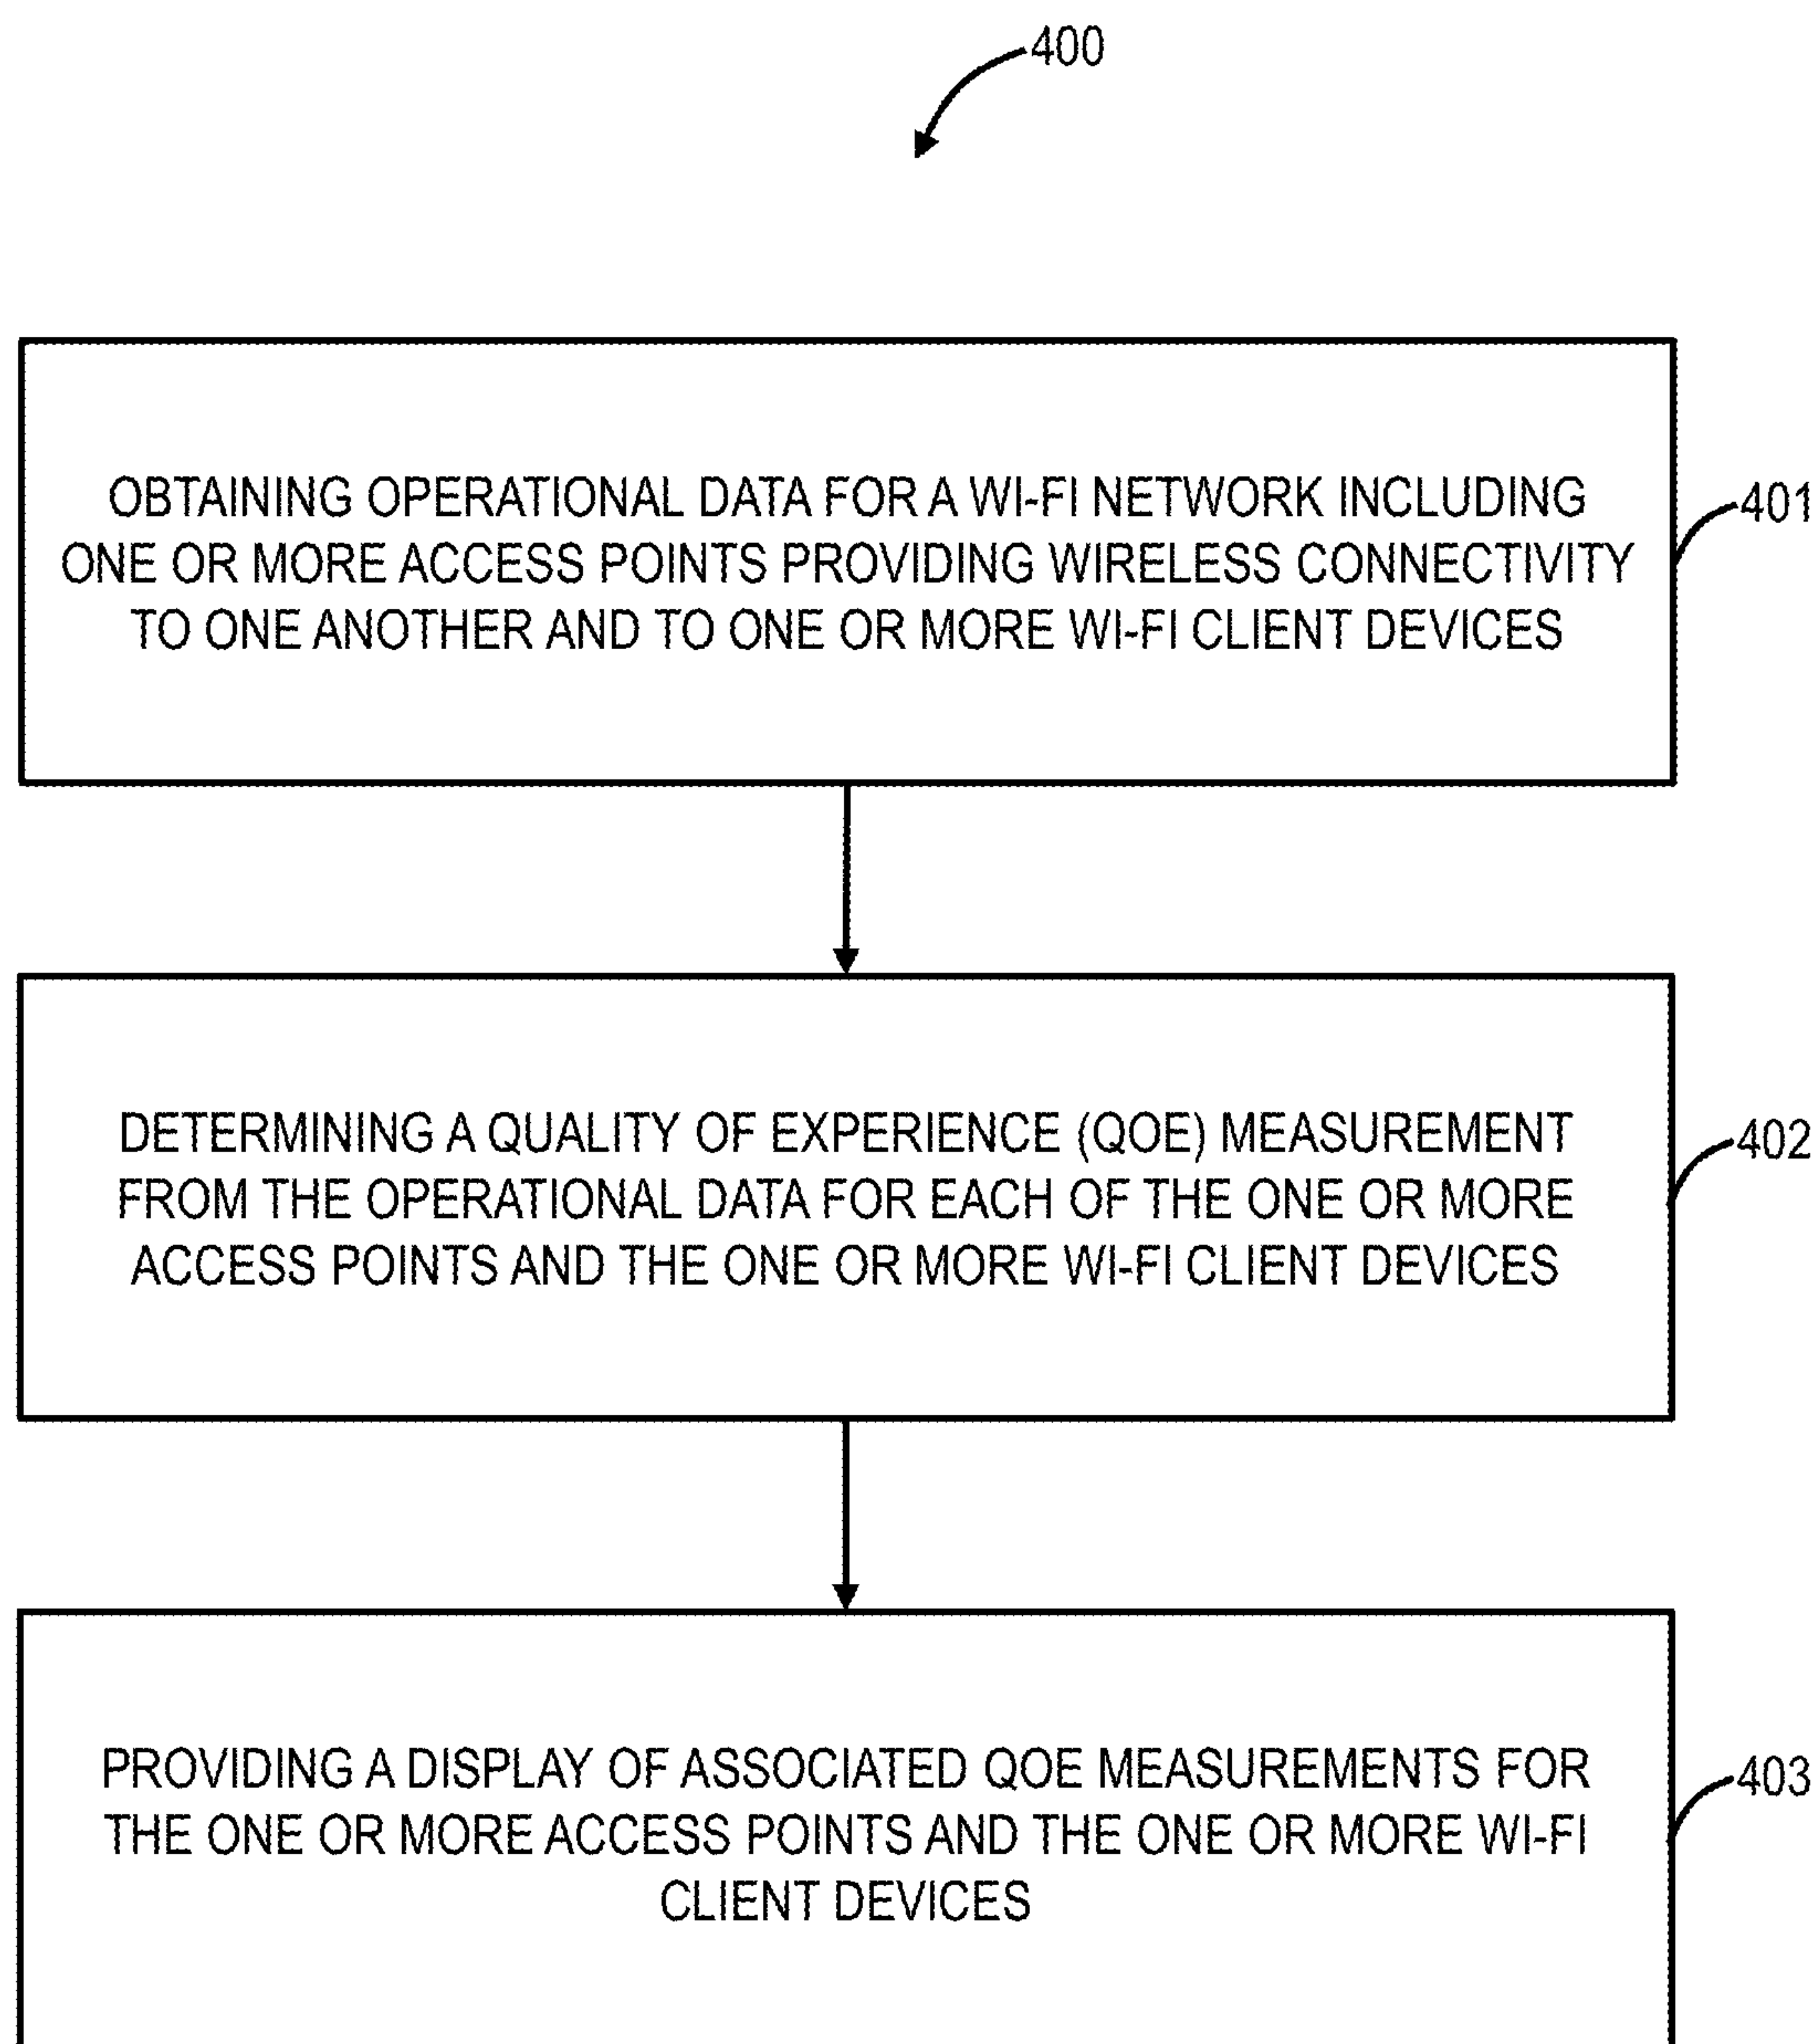 400
OBTAINING OPERATIONAL DATA FOR A WI-FI NETWORK INCLUDING
ONE OR MORE ACCESS POINTS PROVIDING WIRELESS CONNECTIVITY
TO ONE ANOTHER AND TO ONE OR MORE WI-FI CLIENT DEVICES
401
DETERMINING A QUALITY OF EXPERIENCE (QOE) MEASUREMENT
FROM THE OPERATIONAL DATA FOR EACH OF THE ONE OR MORE
ACCESS POINTS AND THE ONE OR MORE WI-FI CLIENT DEVICES
402
PROVIDING A DISPLAY OF ASSOCIATED QOE MEASUREMENTS FOR
THE ONE OR MORE ACCESS POINTS AND THE ONE OR MORE WI-FI
CLIENT DEVICES
403